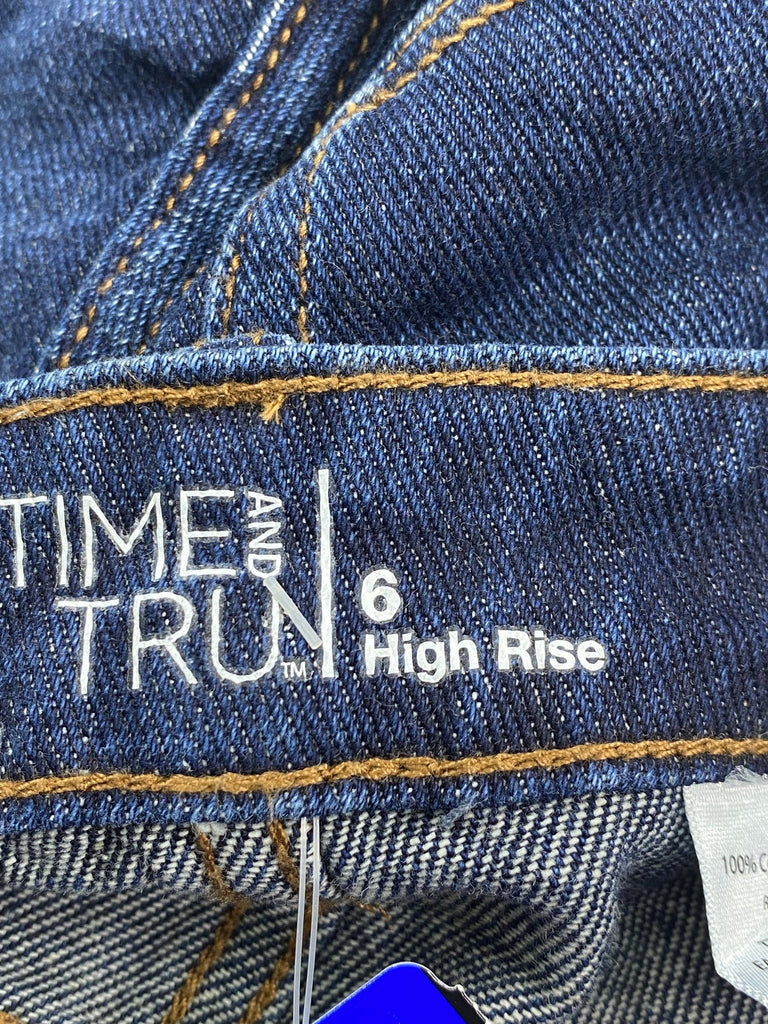 TIME AND
TRU™
6
High Rise
100%